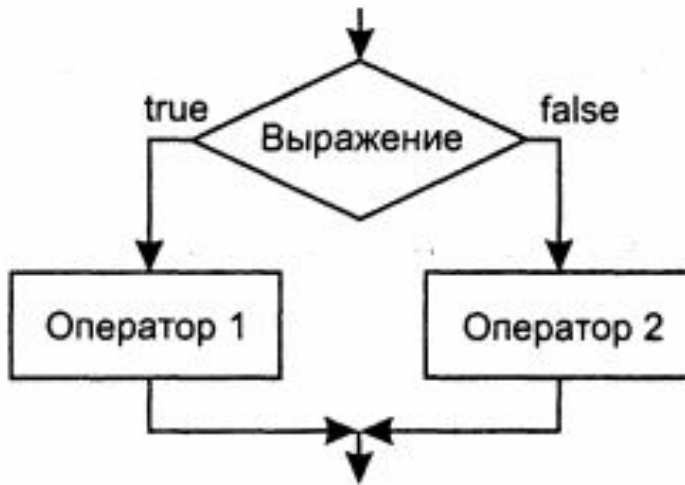 true
false
Выражение
Оператор 1
Оператор 2